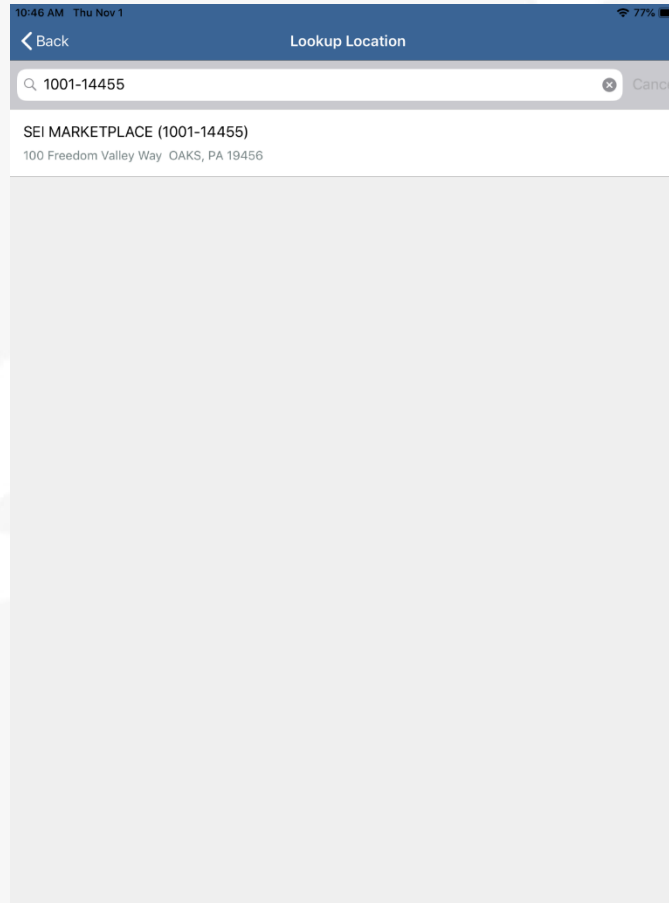 10:46 AM Thu Nov 1 77%
Back Lookup Location
1001-14455 Cance
SEI MARKETPLACE (1001-14455)
100 Freedom Valley Way OAKS, PA 19456